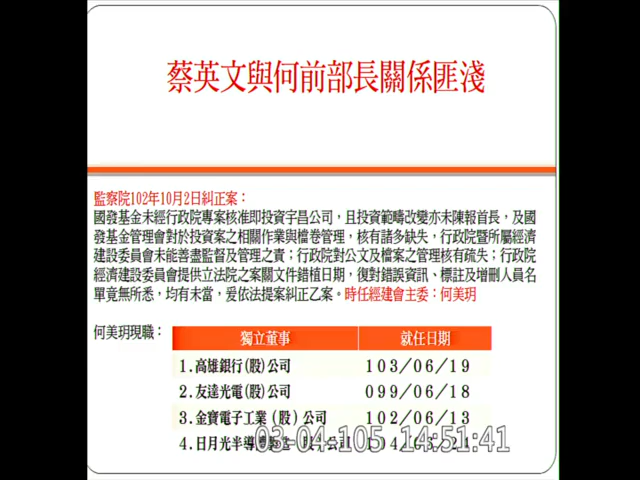 蔡英文與何前部長關係匪淺
監察院102年10月2日糾正案：
國發基金未經行政院專案核准即投資宇昌公司，且投資範疇改變亦未陳報首長，及國
發基金管理會對於投資案之相關作業與檔卷管理，核有諸多缺失，行政院暨所屬經濟
建設委員會未能善盡監督及管理之責；行政院對公文及檔案之管理核有疏失；行政院
經濟建設委員會提供立法院之案關文件錯植日期，復對錯誤資訊、標註及增刪人員名
單竟無所悉，均有未當，爰依法提案糾正乙案。時任經建會主委：何美玥
何美玥現職：
獨立董事 就任日期
1.高雄銀行(股)公司 103/06/19
2.友達光電(股)公司 099/06/18
3.金寶電子工業（股）公司 102/06/13
4.日月光半導 公司
03-04-105 14:51:41